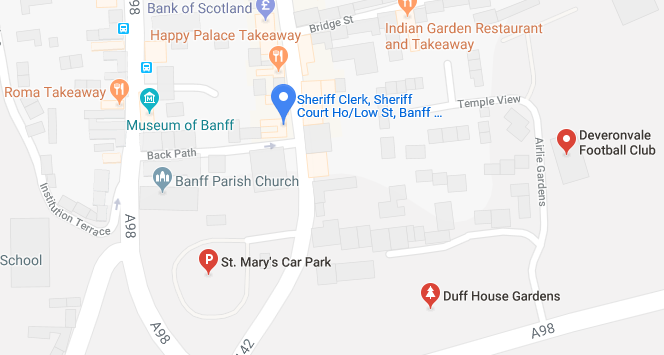 A98
Bank of Scotland
£
Bridge St
Happy Palace Takeaway
Indian Garden Restaurant
and Takeaway
Roma Takeaway
Sheriff Clerk, Sheriff
Court Ho/Low St, Banff ...
Temple View
Museum of Banff
Deveronvale
Football Club
Back Path
Airlie Gardens
Banff Parish Church
Institution Terrace
A98
School
P
St. Mary's Car Park
Duff House Gardens
A98
A98
42